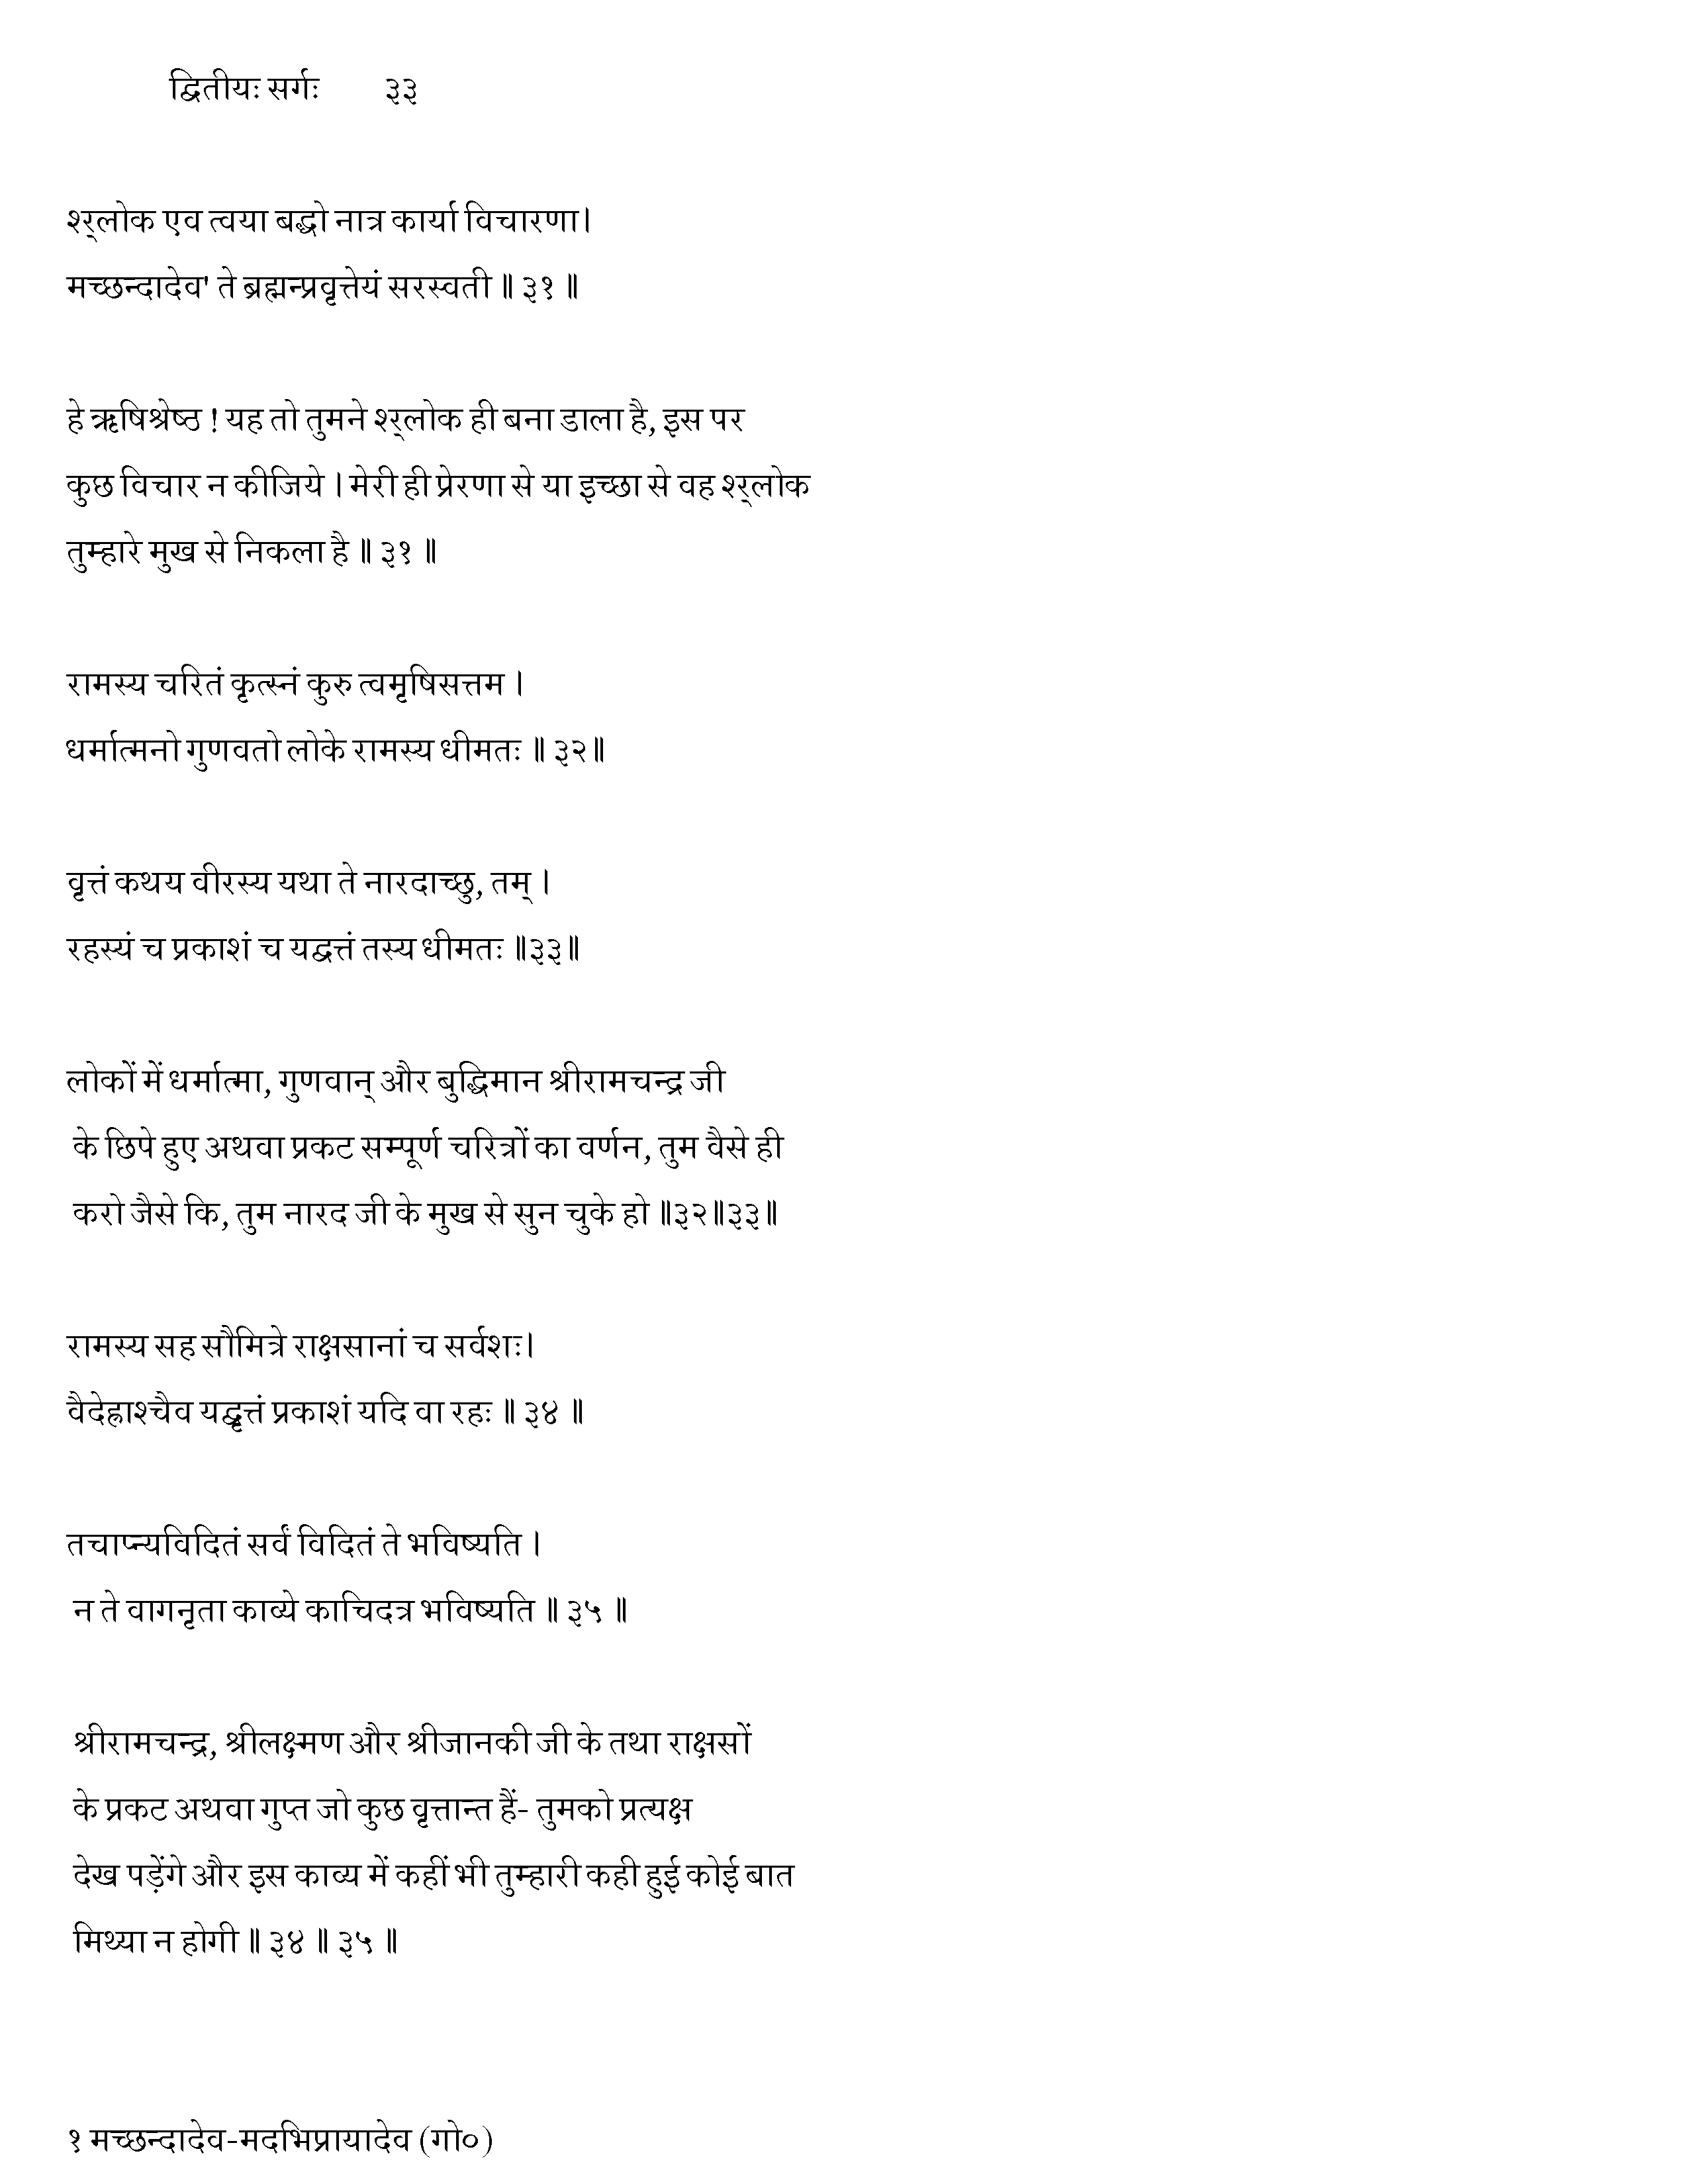 द्वितीयः सर्गः ३३
श्र्लोक एव त्वया बद्धो नात्र कार्या विचारणा।
मच्छन्दादेव' ते ब्रह्मन्प्रवृत्तेयं सरस्वती ॥ ३१ ॥
हे ऋषिश्रेष्ठ ! यह तो तुमने श्र्लोक ही बना डाला है, इस पर
कुछ विचार न कीजिये । मेरी ही प्रेरणा से या इच्छा से वह श्र्लोक
तुम्हारे मुख से निकला है ॥ ३१ ॥
रामस्य चरितं कृत्स्नं कुरु त्वमृषिसत्तम ।
धर्मात्मनो गुणवतो लोके रामस्य धीमतः ॥ ३२॥
वृत्तं कथय वीरस्य यथा ते नारदाच्छु, तम् ।
रहस्यं च प्रकाशं च यद्वत्तं तस्य धीमतः ॥३३॥
लोकों में धर्मात्मा, गुणवान् और बुद्धिमान श्रीरामचन्द्र जी
के छिपे हुए अथवा प्रकट सम्पूर्ण चरित्रों का वर्णन, तुम वैसे ही
करो जैसे कि, तुम नारद जी के मुख से सुन चुके हो ॥३२॥३३॥
रामस्य सह सौमित्रे राक्षसानां च सर्वशः।
वैदेह्राश्चैव यद्वृत्तं प्रकाशं यदि वा रहः ॥ ३४ ॥
तचाप्न्यविदितं सर्वं विदितं ते भविष्यति ।
न ते वागनृता काव्ये काचिदत्र भविष्यति ॥ ३५ ॥
श्रीरामचन्द्र, श्रीलक्ष्मण और श्रीजानकी जी के तथा राक्षसों
के प्रकट अथवा गुप्त जो कुछ वृत्तान्त हैं- तुमको प्रत्यक्ष
देख पड़ेंगे और इस काव्य में कहीं भी तुम्हारी कही हुई कोई बात
मिथ्या न होगी ॥ ३४ ॥ ३५ ॥
१ मच्छन्दादेव-मदभिप्रायादेव (गो०)